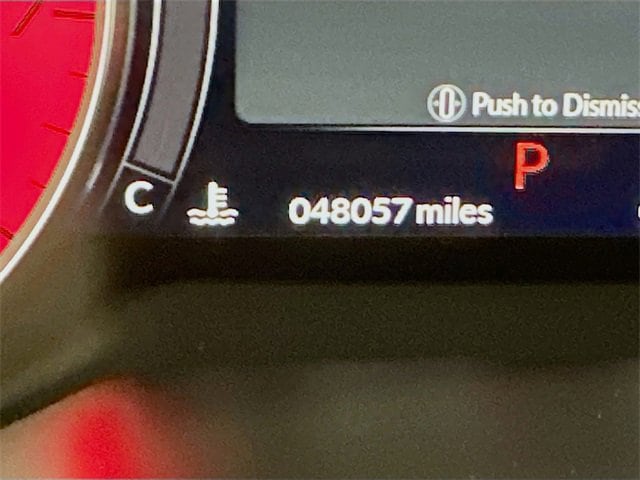 Push to Dismiss
P
C
048057 miles